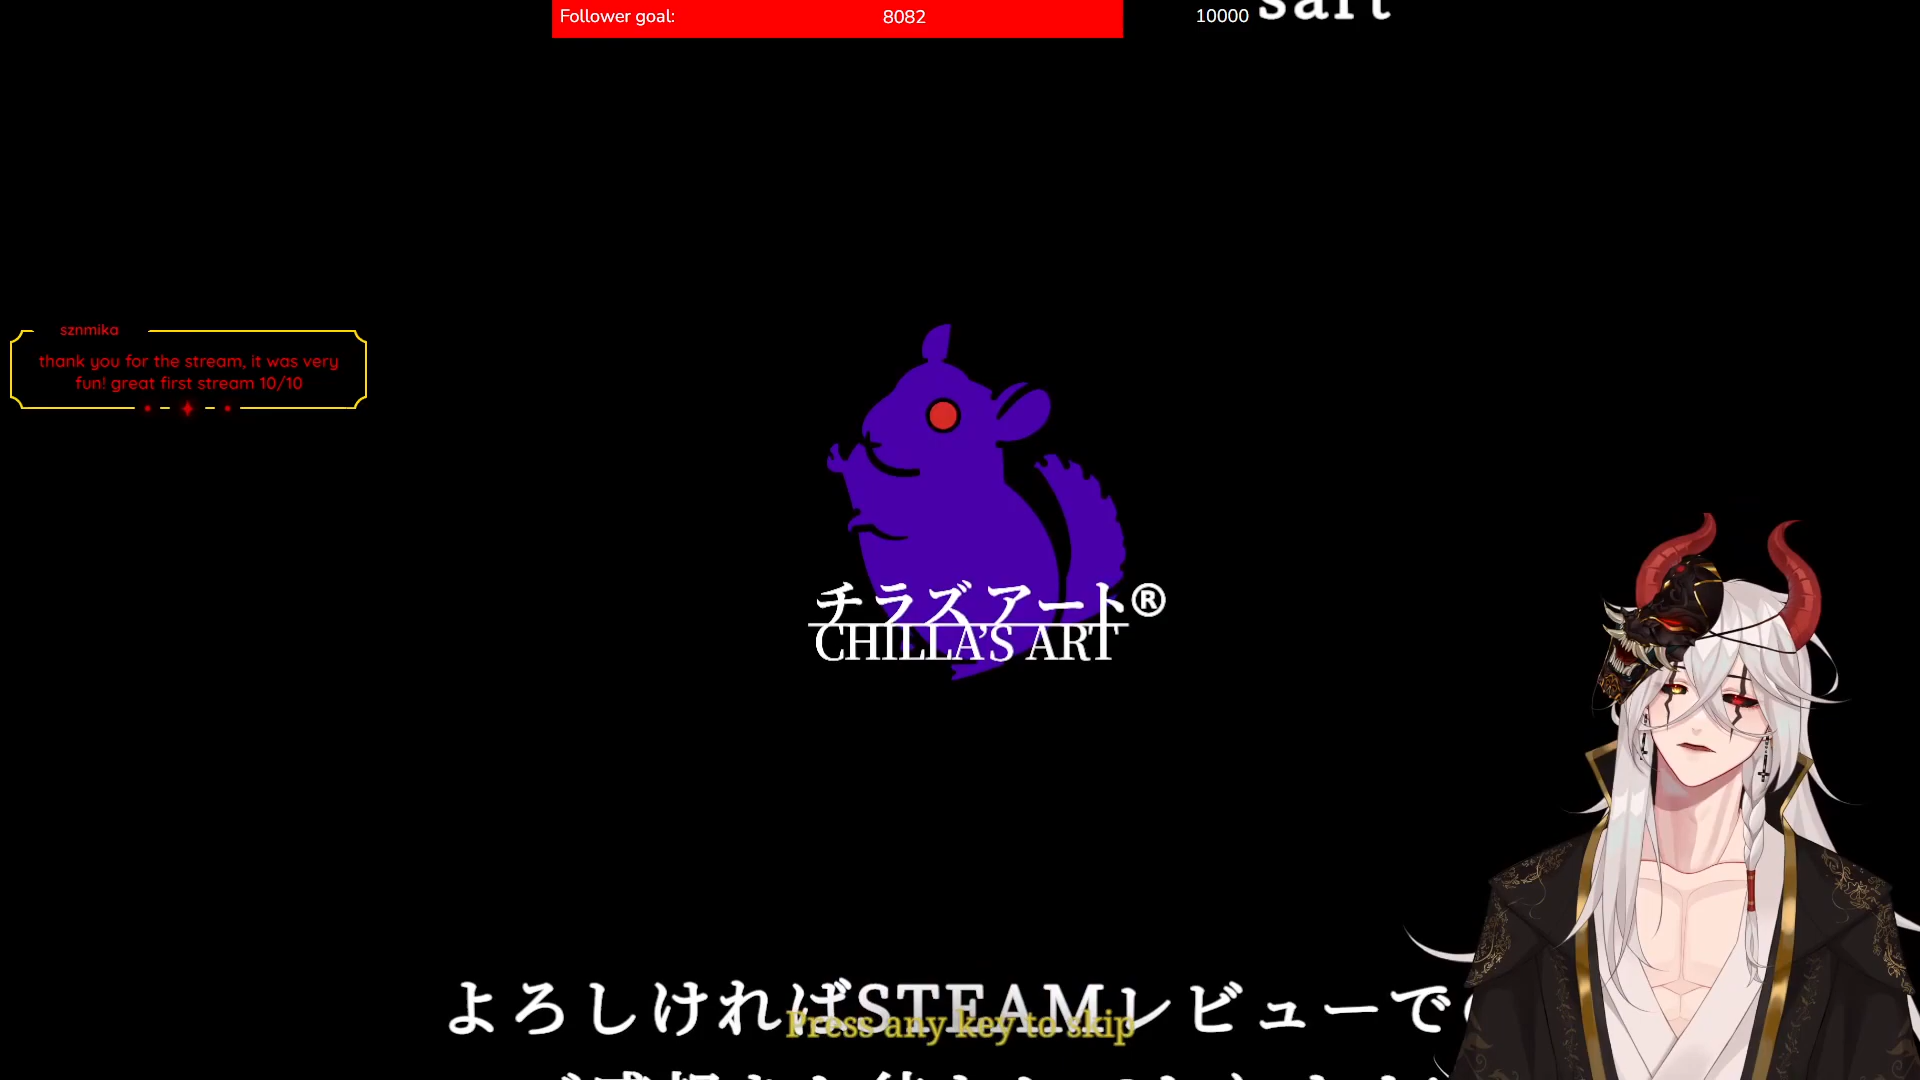 sart
Follower goal: 8082 10000
sznmika
thank you for the stream, it was very
fun! great first stream 10/10
チラズアート®
CHILLA'S ART
よろしければSTEAMレビューで
Press any key to skip